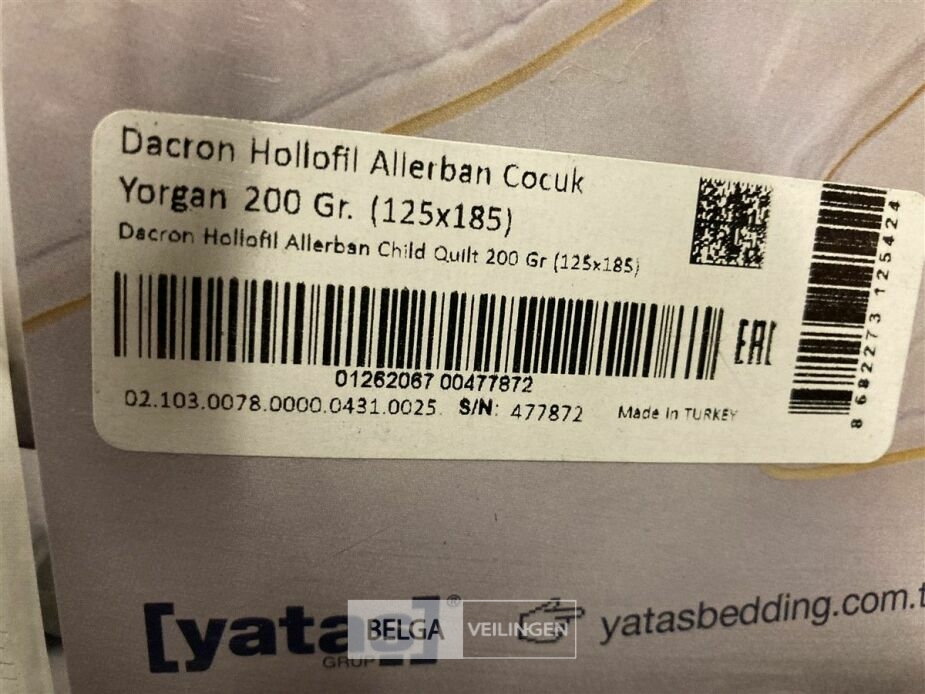 Dacron Hollofil Allerban Cocuk
Yorgan 200 Gr. (125x185)
Dacron Hollofil Allerban Child Quilt 200 Gr (125x185)
EAC
8 682273 125424
01262067 00477872
02.103.0078.0000.0431.0025. S/N: 477872 Made In TURKEY
[yatas]®
GRUP
BELGA VEILINGEN
yatasbedding.com.t